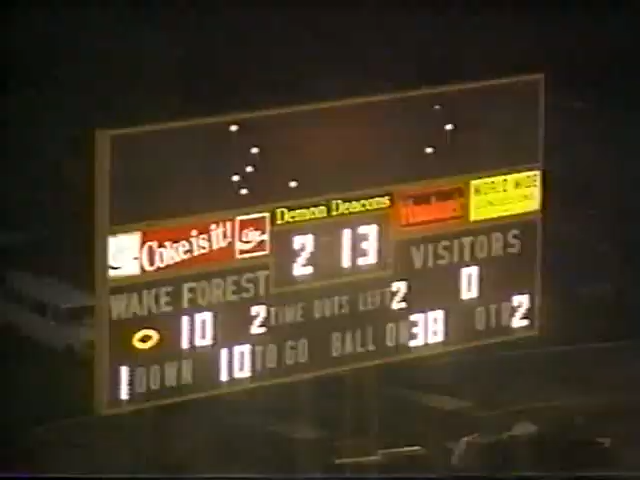 Coke is it! Coke Demon Deacons WORLD WIDE
2 13
WAKE FOREST VISITORS
10 2 TIME OUTS LEFT 2 0
1 DOWN 10 TO GO BALL ON 38 QTR 2